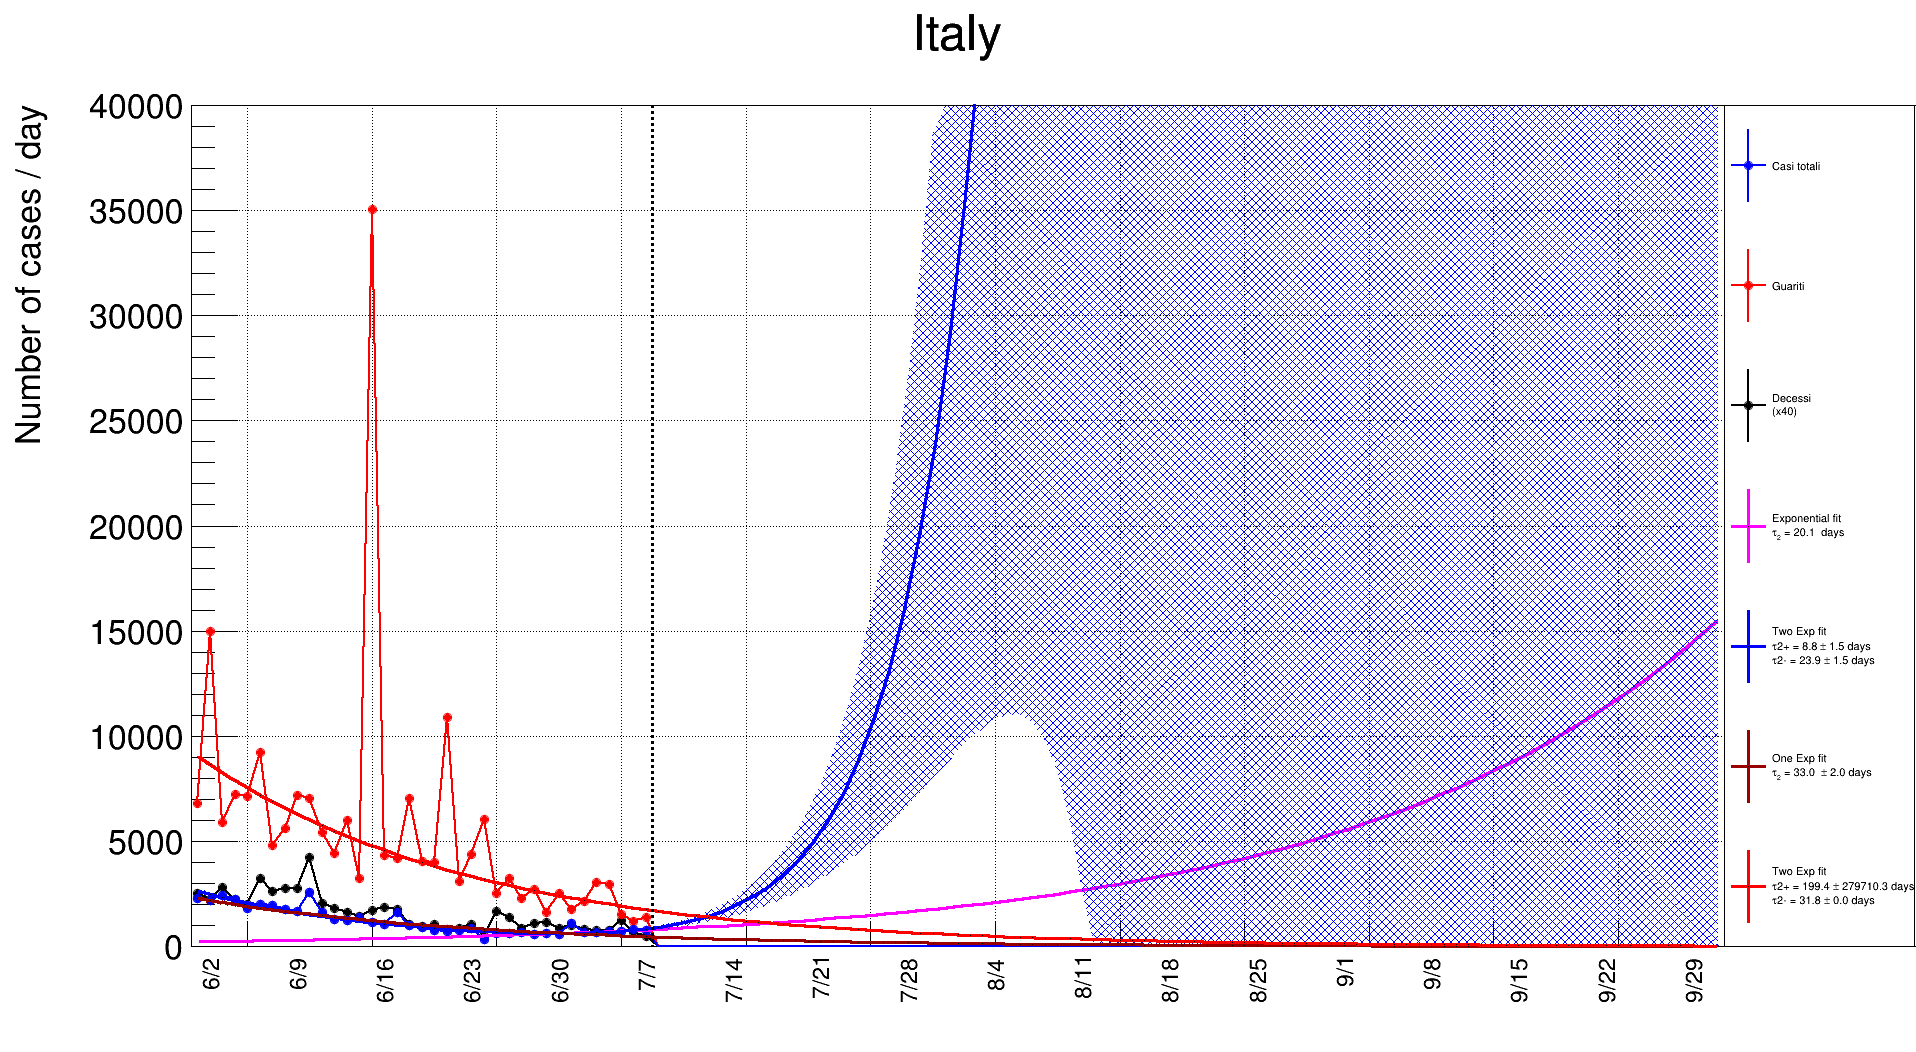 Italy
Number of cases / day
40000
35000
30000
25000
20000
15000
10000
5000
0
6/2
6/9
6/16
6/23
6/30
7/7
7/14
7/21
7/28
8/4
8/11
8/18
8/25
9/1
9/8
9/15
9/22
9/29
Casi totali
Guariti
Decessi
(x40)
Exponential fit
τ₂ = 20.1 days
Two Exp fit
τ2+ = 8.8 ± 1.5 days
τ2- = 23.9 ± 1.5 days
One Exp fit
τ₂ = 33.0 ± 2.0 days
Two Exp fit
τ2+ = 199.4 ± 279710.3 days
τ2- = 31.8 ± 0.0 days